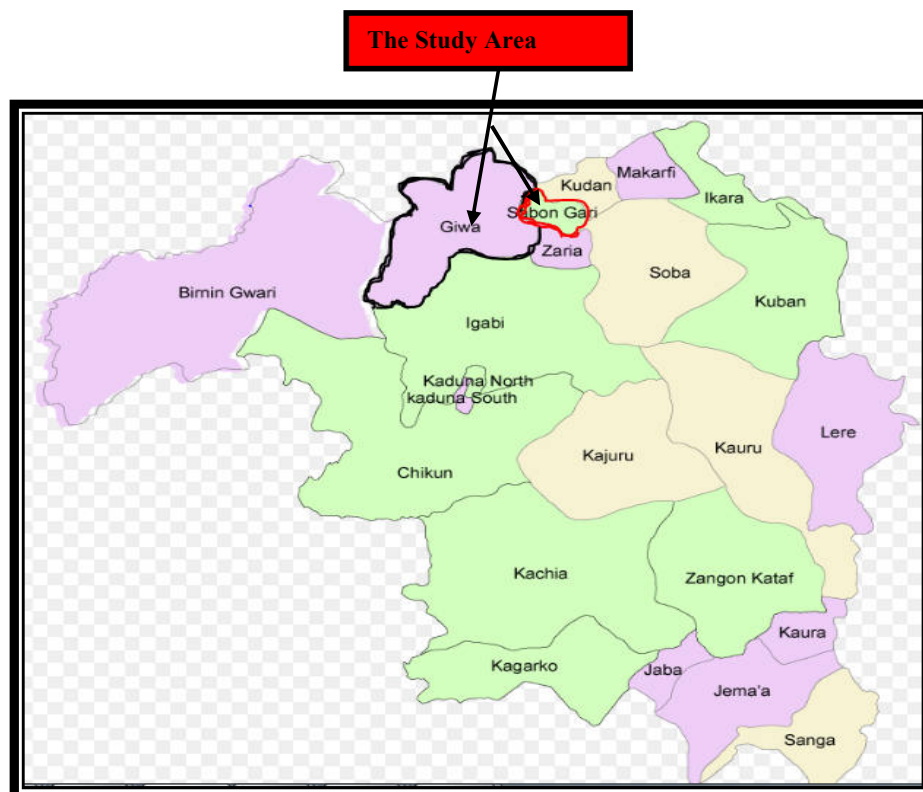 The Study Area
Makarfi
Kudan
Ikara
Sabon Gari
Giwa
Zaria
Soba
Birnin Gwari
Kuban
Igabi
Kaduna North
kaduna South
Lere
Kauru
Kajuru
Chikun
Kachia
Zangon Kataf
Kaura
Kagarko
Jaba
Jema'a
Sanga